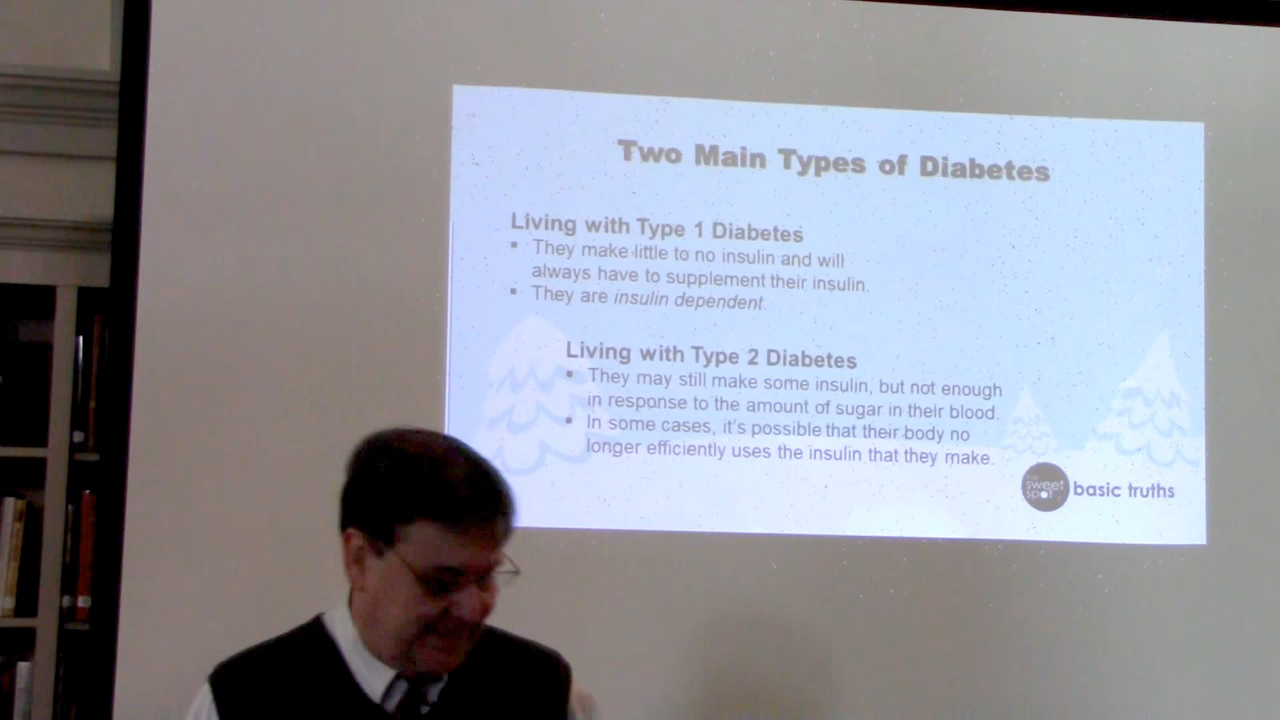 Two Main Types of Diabetes
Living with Type 1 Diabetes
▪ They make little to no insulin and will
always have to supplement their insulin.
▪ They are insulin dependent.
Living with Type 2 Diabetes
▪ They may still make some insulin, but not enough
in response to the amount of sugar in their blood.
▪ In some cases, it's possible that their body no
longer efficiently uses the insulin that they make.
sweet
spot
basic truths